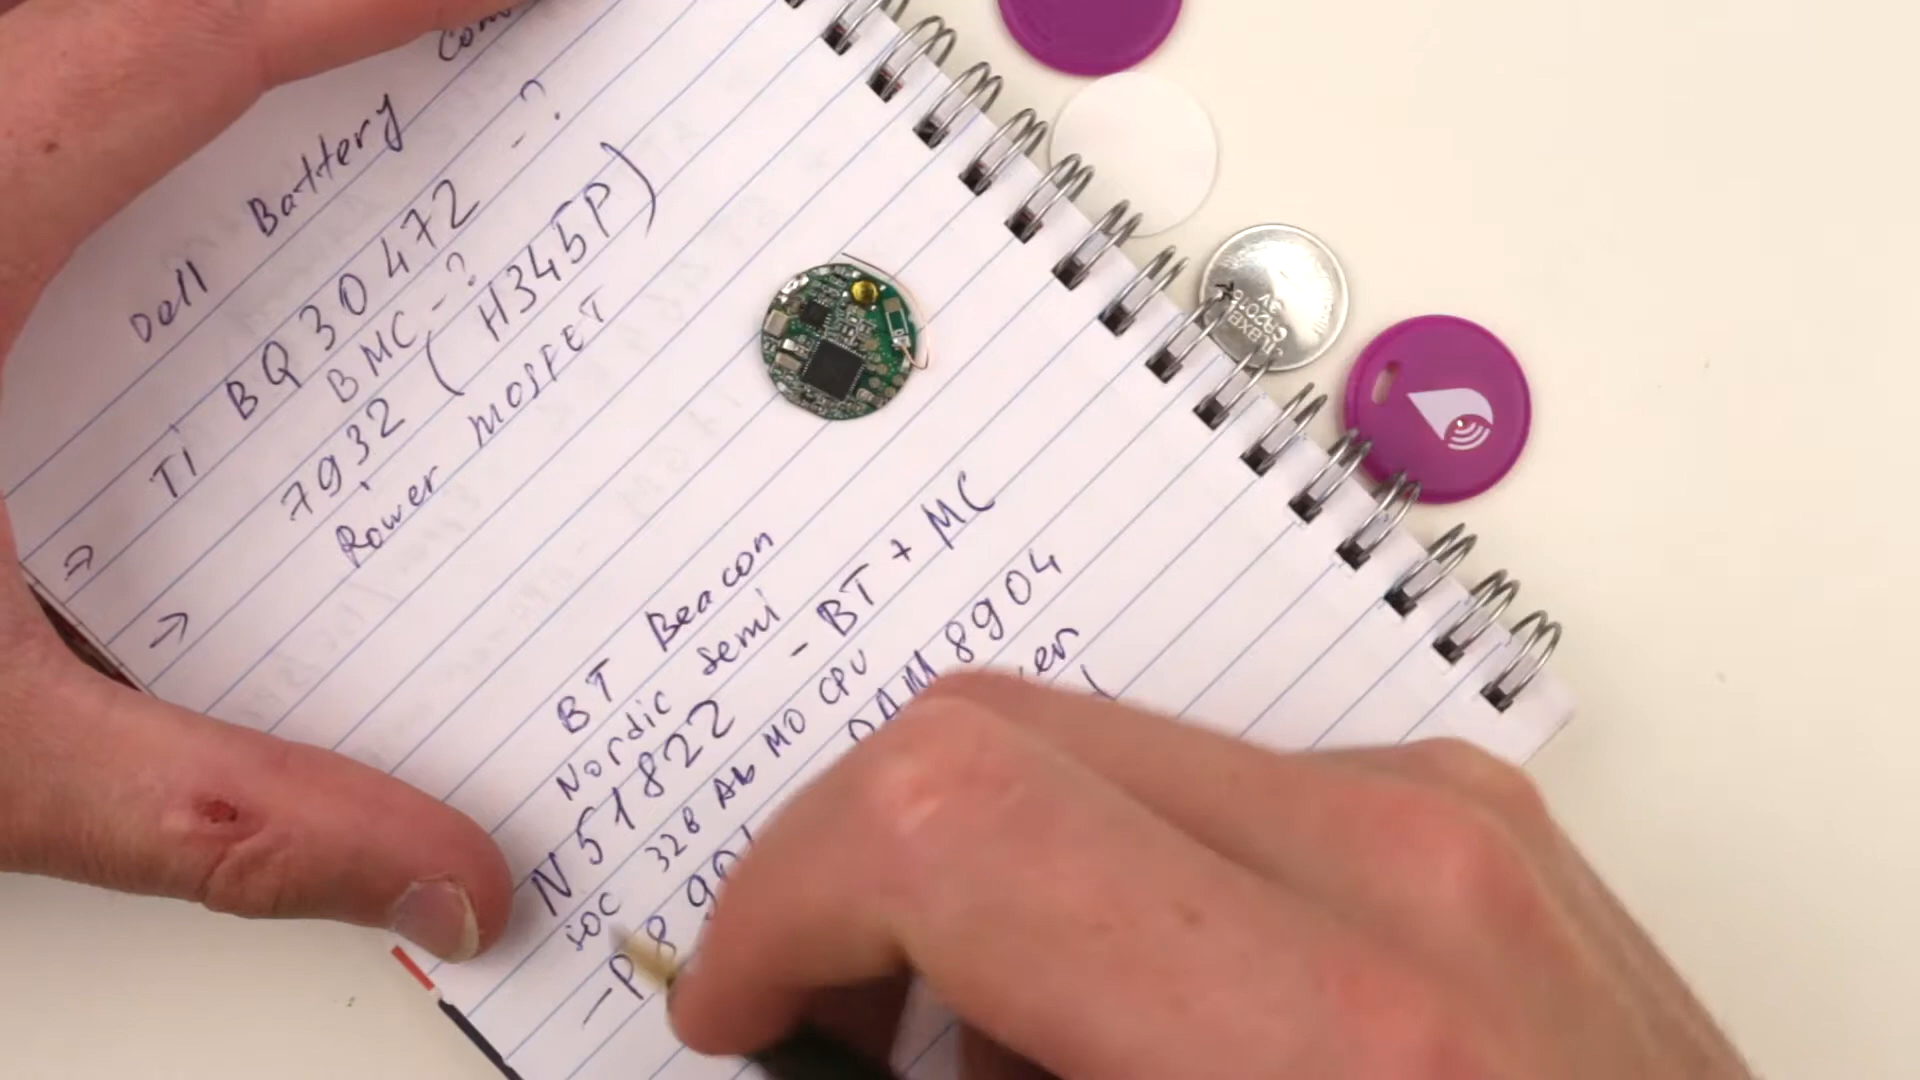 Dell Battery
TI BQ30472 - ?
BMC - ?
→ 7932 (H345P)
→ Power MOSFET
BT Beacon
Nordic Semi
N51822 - BT + MC
SOC 32B M0 CPU
- P8 8904
CR2016
3V